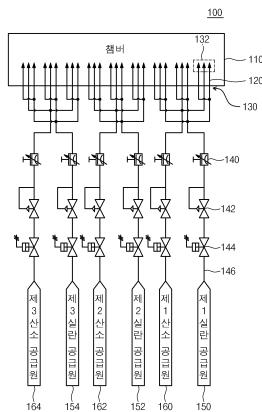 100
132
챔버
110
120
130
140
142
144
146
제3산소 공급원
제3실란 공급원
제2산소 공급원
제2실란 공급원
제1산소 공급원
제1실란 공급원
164
154
162
152
160
150